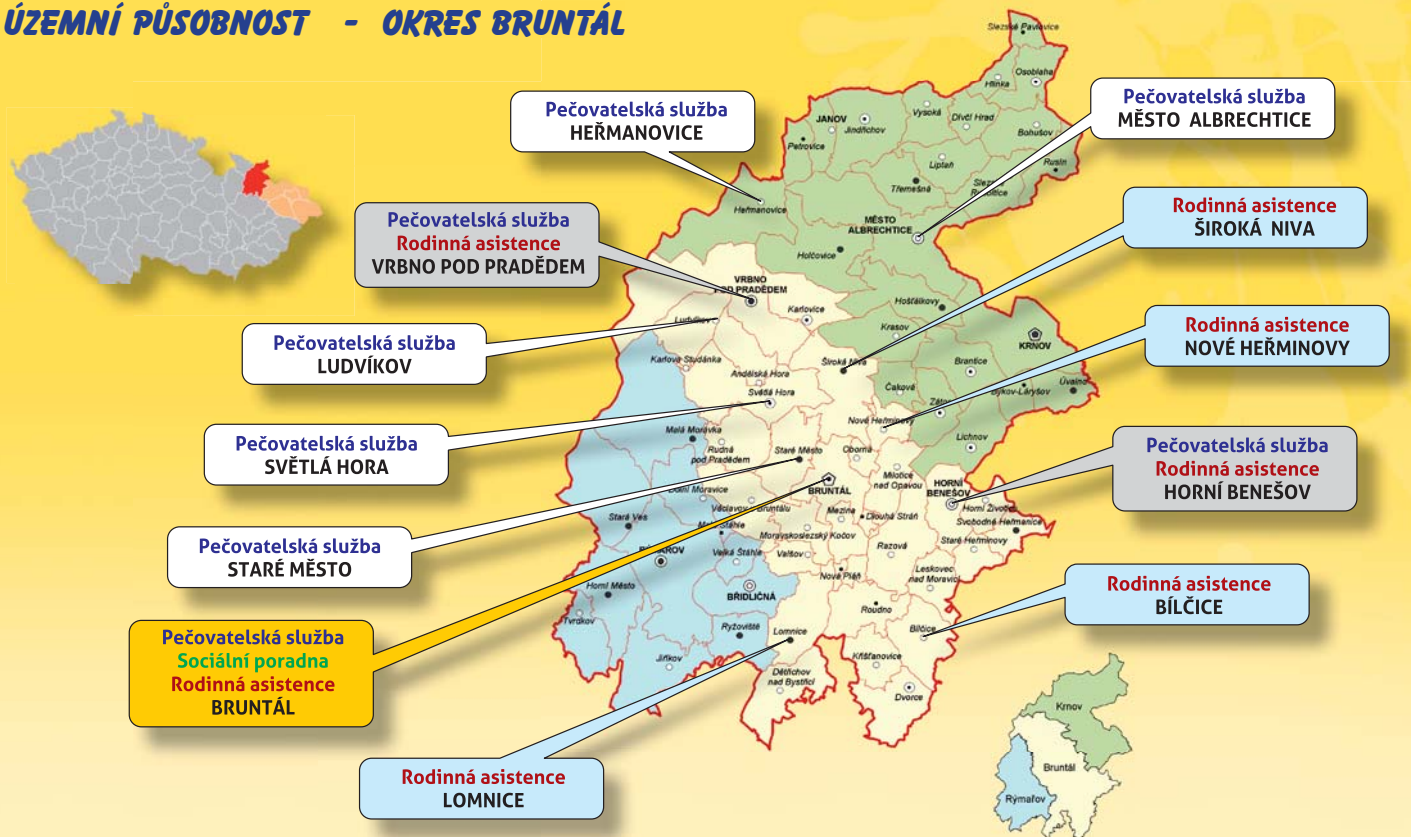 ÚZEMNÍ PŮSOBNOST - OKRES BRUNTÁL
Pečovatelská služba
HEŘMANOVICE
Pečovatelská služba
MĚSTO ALBRECHTICE
Pečovatelská služba
Rodinná asistence
VRBNO POD PRADĚDEM
Rodinná asistence
ŠIROKÁ NIVA
Pečovatelská služba
LUDVÍKOV
Rodinná asistence
NOVÉ HEŘMINOVY
Pečovatelská služba
SVĚTLÁ HORA
Pečovatelská služba
Rodinná asistence
HORNÍ BENEŠOV
Pečovatelská služba
STARÉ MĚSTO
Rodinná asistence
BÍLČICE
Pečovatelská služba
Sociální poradna
Rodinná asistence
BRUNTÁL
Rodinná asistence
LOMNICE
Slezské Pavlovice
Osoblaha
Hlinka
Vysoká
Dívčí Hrad
JANOV
Jindřichov
Bohušov
Petrovice
Liptaň
Rusín
Třemešná
Slezské
Heřmanovice
MĚSTO
ALBRECHTICE
Holčovice
VRBNO
POD PRADĚDEM
Karlovice
Hošťálkovy
Ludvíkov
Krasov
KRNOV
Karlova Studánka
Široká Niva
Brantice
Andělská Hora
Světlá Hora
Čaková
Býkov-Láryšov
Úvalno
Zátor
Nové Heřminovy
Malá Morávka
Lichnov
Rudná
pod Pradědem
Staré Město
Oborná
Milotice
nad Opavou
HORNÍ
BENEŠOV
BRUNTÁL
Dolní Moravice
Václavov u Bruntálu
Mezina
Dlouhá Stráň
Horní Životice
Svobodné Heřmanice
Stará Ves
Malá Štáhle
Moravskoslezský Kočov
Staré Heřminovy
Velká Štáhle
Valšov
Razová
Leskovec
nad Moravicí
Nová Pláň
Horní Město
BŘIDLIČNÁ
Roudno
Tvrdkov
Ryžoviště
Lomnice
Bílčice
Jiříkov
Křišťanovice
Dětřichov
nad Bystřicí
Dvorce
Krnov
Bruntál
Rýmařov